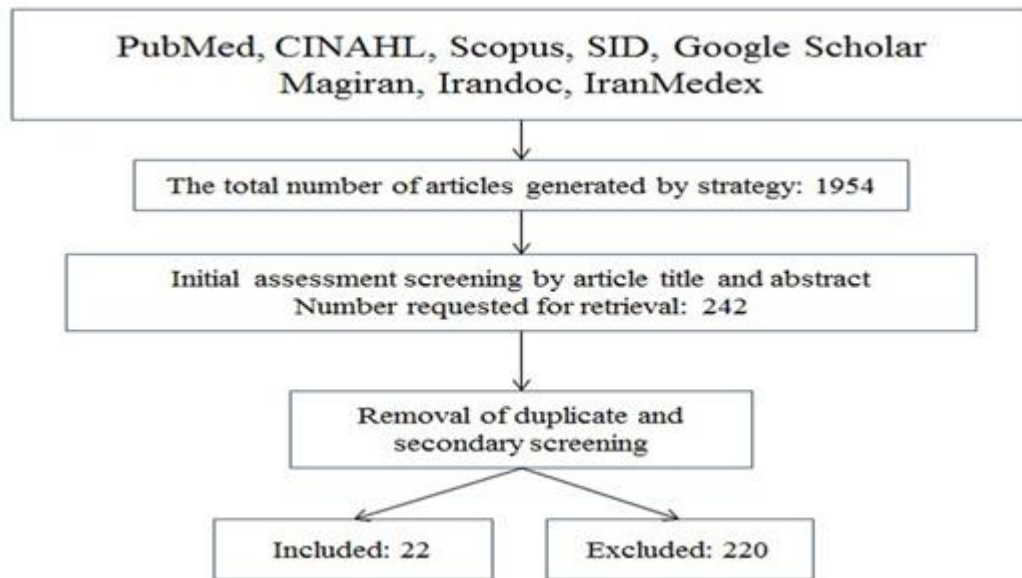 PubMed, CINAHL, Scopus, SID, Google Scholar
Magiran, Irandoc, IranMedex
The total number of articles generated by strategy: 1954
Initial assessment screening by article title and abstract
Number requested for retrieval: 242
Removal of duplicate and
secondary screening
Included: 22
Excluded: 220